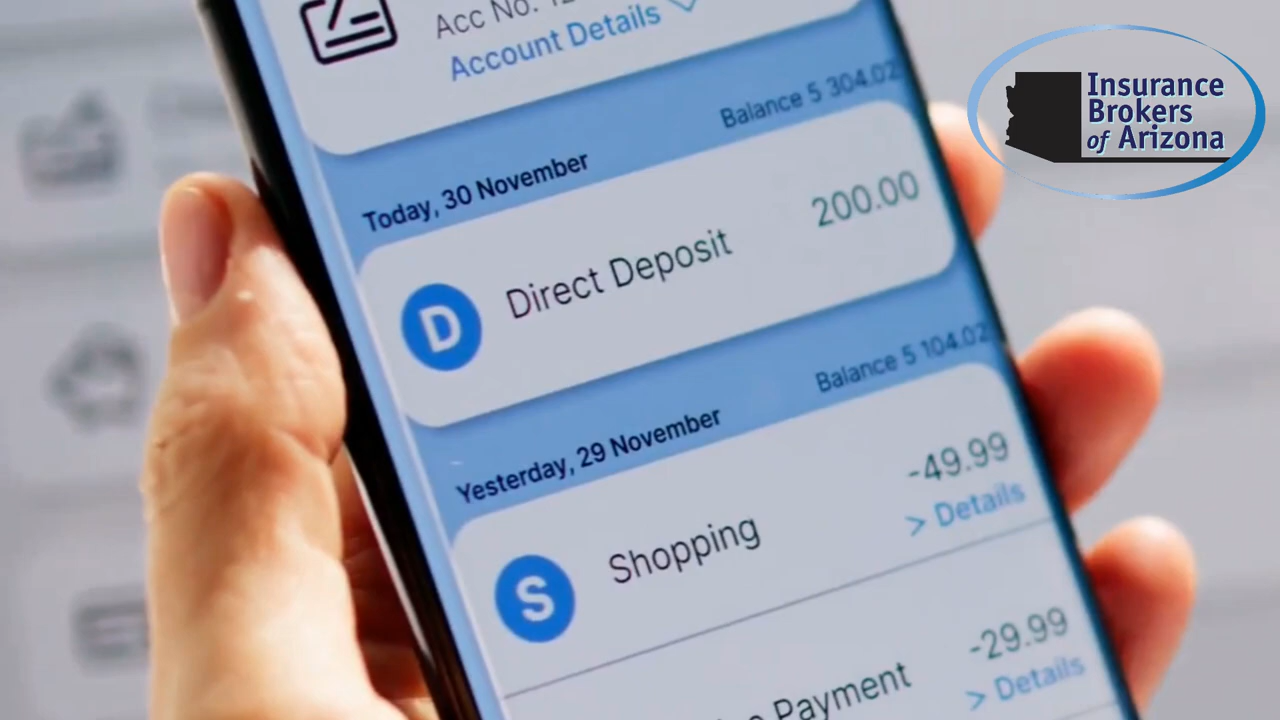 Acc No.
Account Details
Balance 5 304.02
Today, 30 November
D
Direct Deposit
200.00
Balance 5 104.02
Yesterday, 29 November
S
Shopping
-49.99
> Details
Payment
-29.99
> Details
Insurance
Brokers
of Arizona